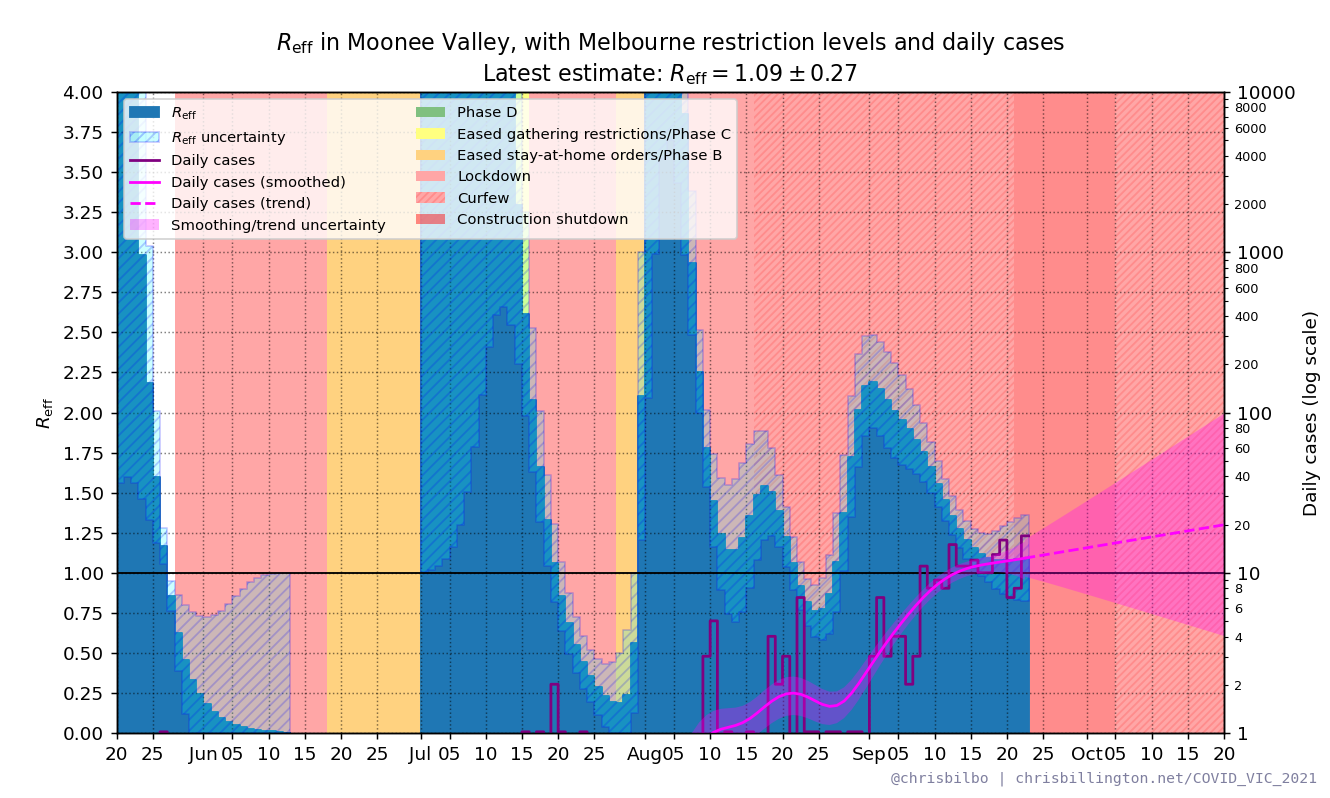 Reff in Moonee Valley, with Melbourne restriction levels and daily cases
Latest estimate: Reff = 1.09 ± 0.27
Reff
Reff uncertainty
Daily cases
Daily cases (smoothed)
Daily cases (trend)
Smoothing/trend uncertainty
Phase D
Eased gathering restrictions/Phase C
Eased stay-at-home orders/Phase B
Lockdown
Curfew
Construction shutdown
Reff
4.00
3.75
3.50
3.25
3.00
2.75
2.50
2.25
2.00
1.75
1.50
1.25
1.00
0.75
0.50
0.25
0.00
10000
8000
6000
4000
2000
1000
800
600
400
200
100
80
60
40
20
10
8
6
4
2
1
Daily cases (log scale)
20 25 Jun 05 10 15 20 25 Jul 05 10 15 20 25 Aug 05 10 15 20 25 Sep 05 10 15 20 25 Oct 05 10 15 20
@chrisbilbo | chrisbillington.net/COVID_VIC_2021